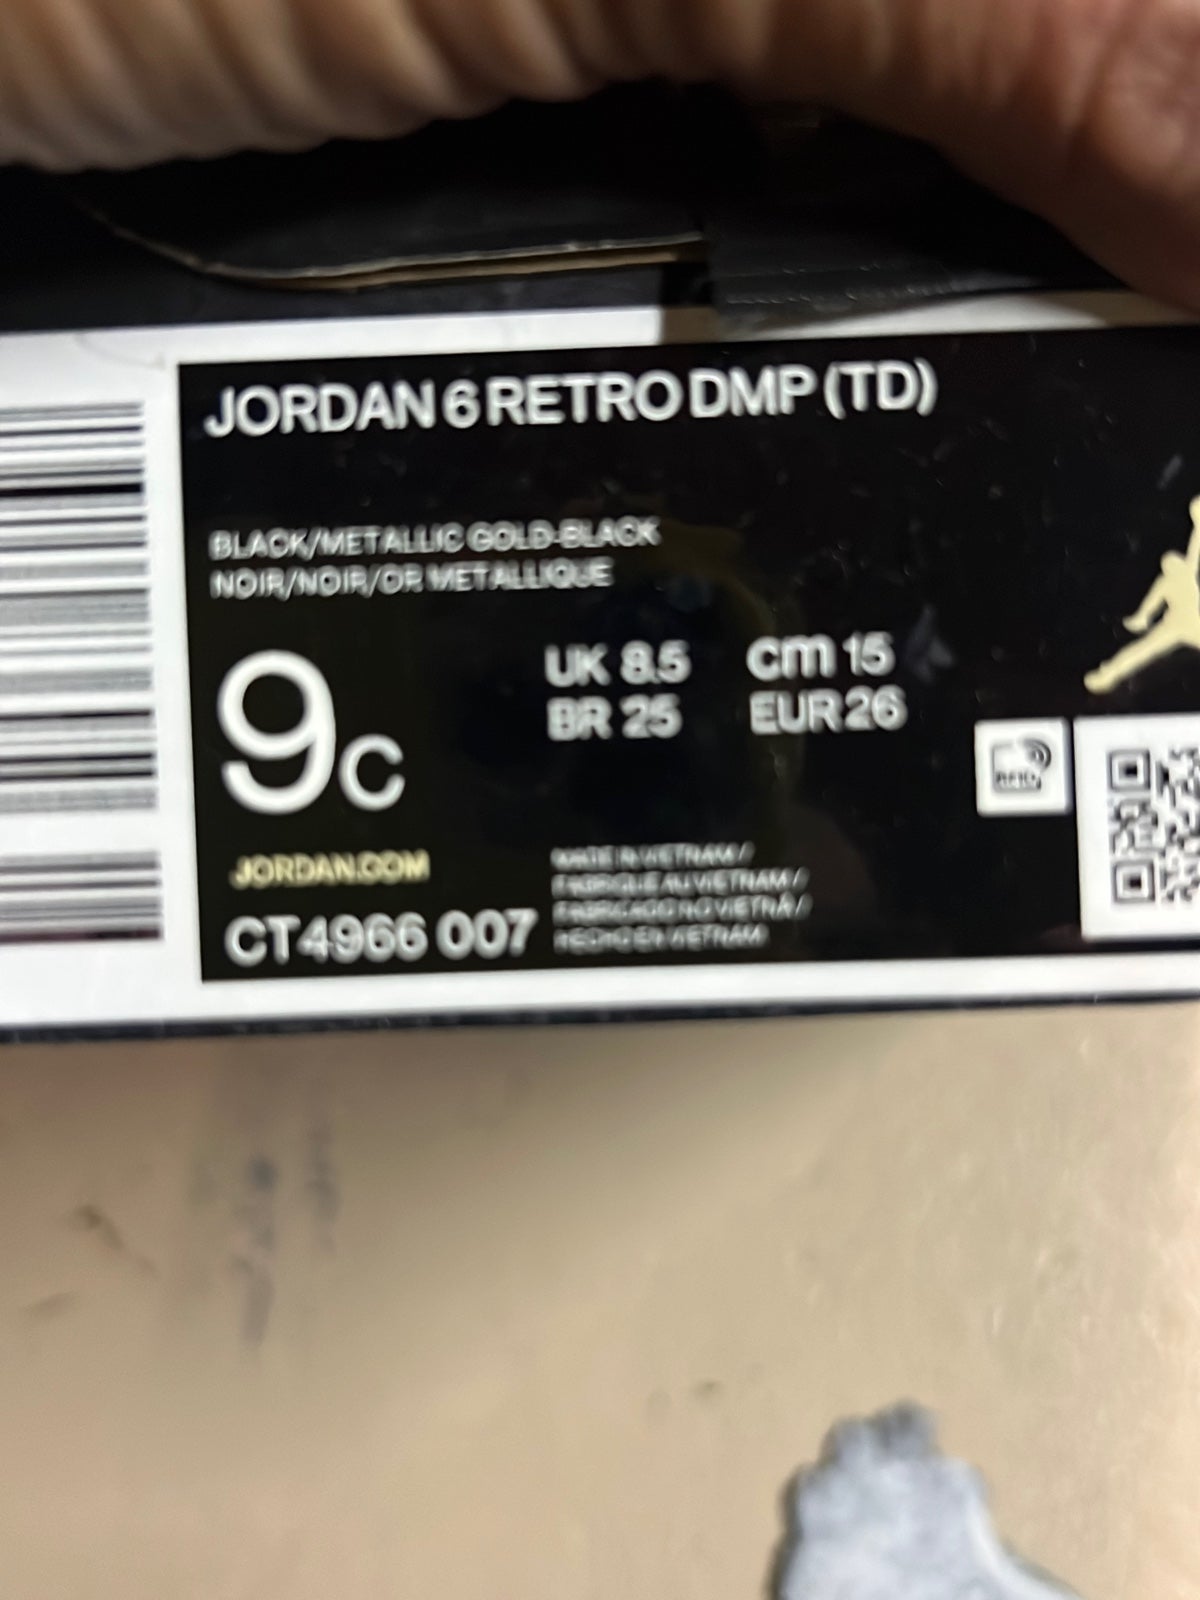 JORDAN 6 RETRO DMP (TD)
BLACK/METALLIC GOLD-BLACK
NOIR/NOIR/OR METALLIQUE
9c
UK 8.5
cm 15
BR 25
EUR 26
RFID
JORDAN.COM
CT4966 007
MADE IN VIETNAM /
FABRIQUE AU VIETNAM /
FABRICADO NO VIETNÃ /
HECHO EN VIETNAM